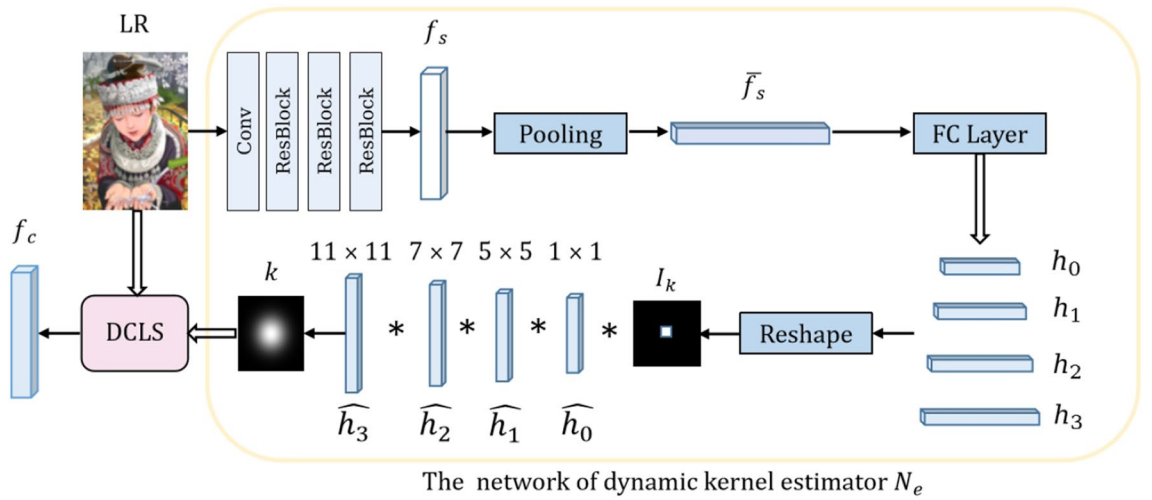 LR
f_s
f̄_s
Conv
ResBlock
ResBlock
ResBlock
Pooling
FC Layer
f_c
11 × 11
7 × 7
5 × 5
1 × 1
k
I_k
h_0
h_1
h_2
h_3
DCLS
*
*
*
*
Reshape
ĥ_3
ĥ_2
ĥ_1
ĥ_0
The network of dynamic kernel estimator N_e